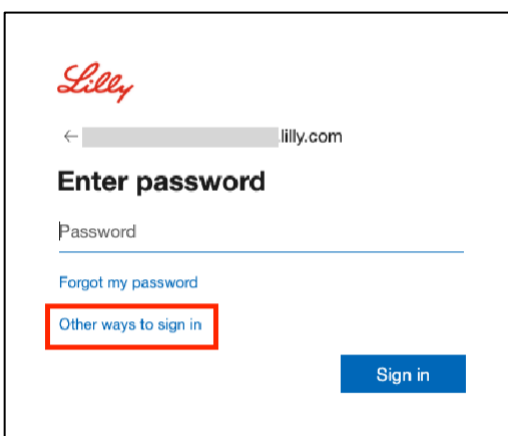 Lilly
← lilly.com
Enter password
Password
Forgot my password
Other ways to sign in
Sign in